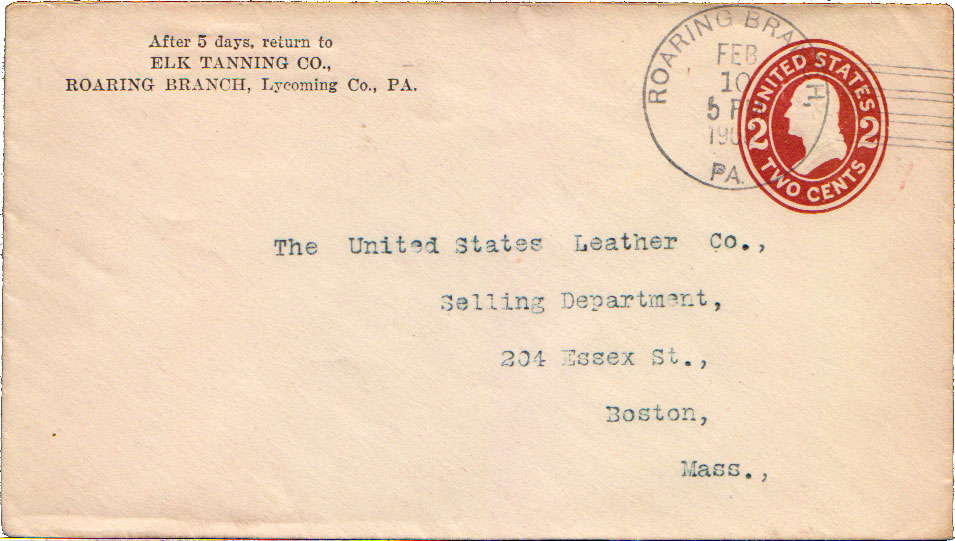 After 5 days, return to
ELK TANNING CO.,
ROARING BRANCH, Lycoming Co., PA.
ROARING
FEB
10
PA.
UNITED STATES
2 2
TWO CENTS
The United States Leather Co.,
Selling Department,
204 Essex St.,
Boston,
Mass.,